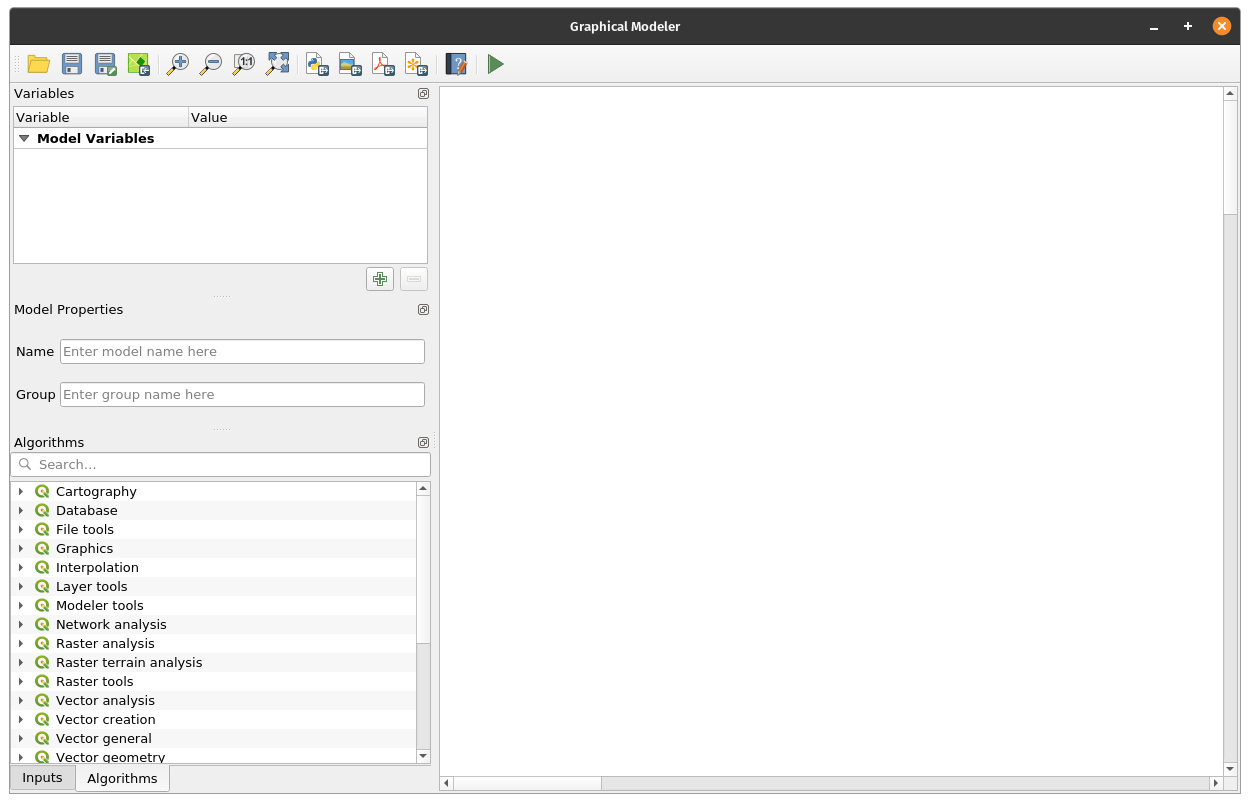 Graphical Modeler
1:1
Variables
Variable Value
Model Variables
Model Properties
Name Enter model name here
Group Enter group name here
Algorithms
Search…
Cartography
Database
File tools
Graphics
Interpolation
Layer tools
Modeler tools
Network analysis
Raster analysis
Raster terrain analysis
Raster tools
Vector analysis
Vector creation
Vector general
Vector geometry
Inputs Algorithms